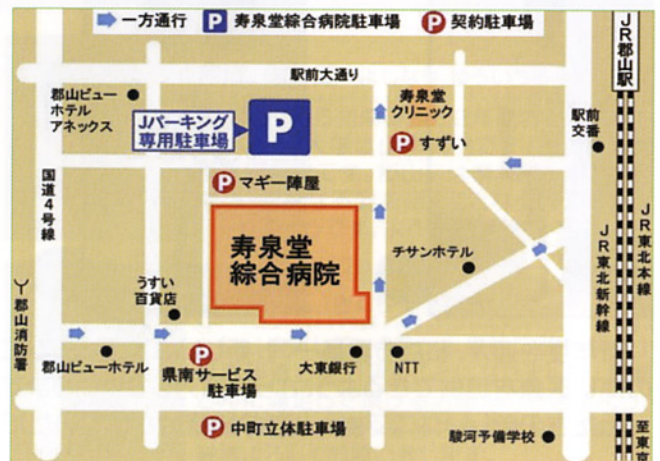 一方通行 P 寿泉堂綜合病院駐車場 P 契約駐車場
JR郡山駅
駅前大通り
郡山ビュー
ホテル
アネックス
Jパーキング
専用駐車場
P
寿泉堂
クリニック
P すずい
駅前
交番
国道4号線
P マギー陣屋
寿泉堂
綜合病院
チサンホテル
JR東北新幹線
JR東北本線
うすい
百貨店
郡山消防署
郡山ビューホテル
P
県南サービス
駐車場
大東銀行
NTT
P 中町立体駐車場
駿河予備学校
至東京